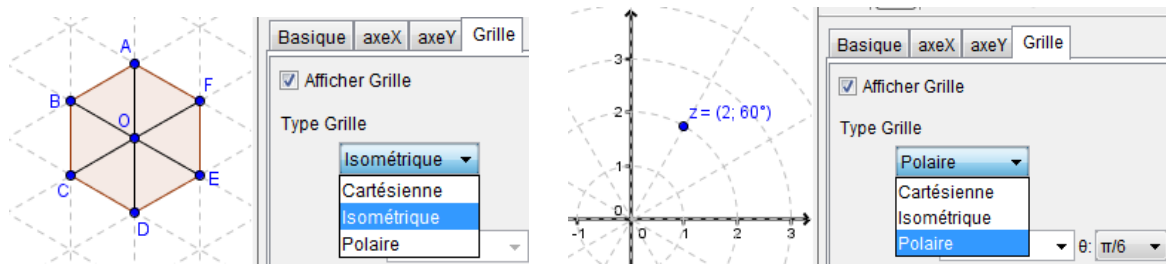 A
B
F
O
C
E
D
Basique axeX axeY Grille
Afficher Grille
Type Grille
Isométrique
Cartésienne
Isométrique
Polaire
3
2
z = (2; 60°)
1
0
-1 0 1 2 3
Basique axeX axeY Grille
Afficher Grille
Type Grille
Polaire
Cartésienne
Isométrique
Polaire
θ: π/6